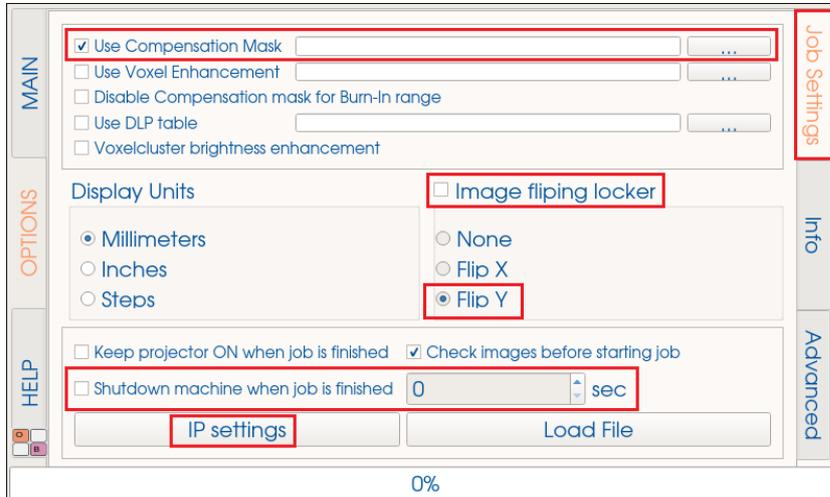 Use Compensation Mask ...
Use Voxel Enhancement ...
Disable Compensation mask for Burn-In range
Use DLP table ...
Voxelcluster brightness enhancement
Display Units
Image fliping locker
Millimeters
None
Inches
Flip X
Steps
Flip Y
Keep projector ON when job is finished
Check images before starting job
Shutdown machine when job is finished 0 sec
IP settings
Load File
0%
MAIN
OPTIONS
HELP
O
B
Job Settings
Info
Advanced